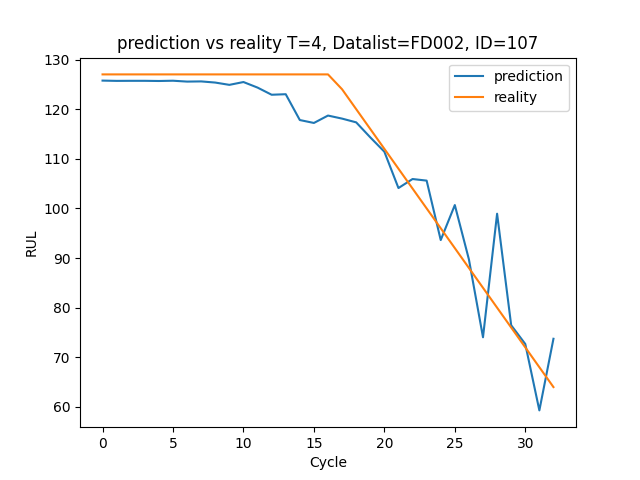 prediction vs reality T=4, Datalist=FD002, ID=107
130
120
110
100
90
80
70
60
RUL
prediction
reality
0 5 10 15 20 25 30
Cycle